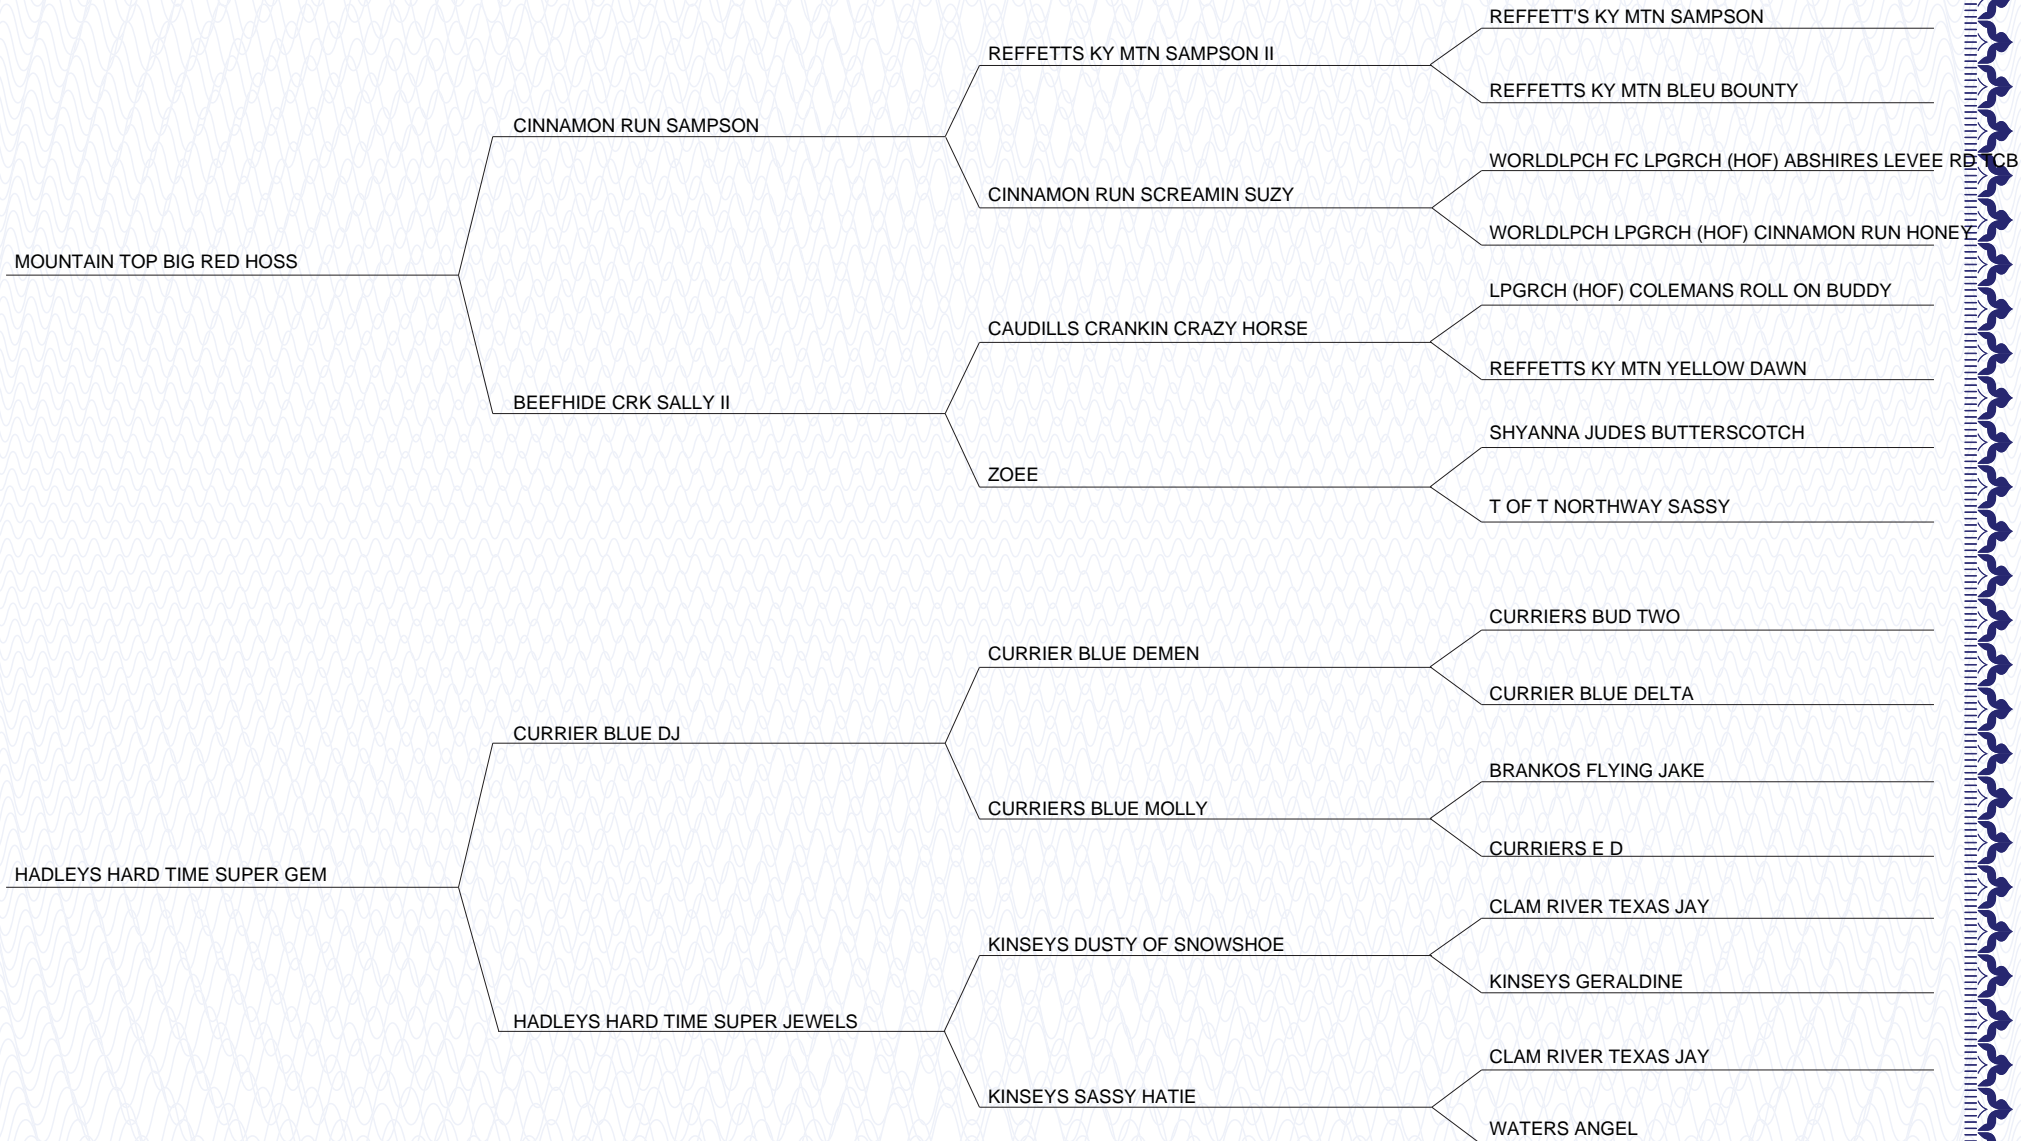 REFFETT'S KY MTN SAMPSON
REFFETTS KY MTN SAMPSON II
REFFETTS KY MTN BLEU BOUNTY
CINNAMON RUN SAMPSON
WORLDLPCH FC LPGRCH (HOF) ABSHIRES LEVEE RD TCB
CINNAMON RUN SCREAMIN SUZY
WORLDLPCH LPGRCH (HOF) CINNAMON RUN HONEY
MOUNTAIN TOP BIG RED HOSS
LPGRCH (HOF) COLEMANS ROLL ON BUDDY
CAUDILLS CRANKIN CRAZY HORSE
REFFETTS KY MTN YELLOW DAWN
BEEFHIDE CRK SALLY II
SHYANNA JUDES BUTTERSCOTCH
ZOEE
T OF T NORTHWAY SASSY
CURRIERS BUD TWO
CURRIER BLUE DEMEN
CURRIER BLUE DELTA
CURRIER BLUE DJ
BRANKOS FLYING JAKE
CURRIERS BLUE MOLLY
CURRIERS E D
HADLEYS HARD TIME SUPER GEM
CLAM RIVER TEXAS JAY
KINSEYS DUSTY OF SNOWSHOE
KINSEYS GERALDINE
HADLEYS HARD TIME SUPER JEWELS
CLAM RIVER TEXAS JAY
KINSEYS SASSY HATIE
WATERS ANGEL